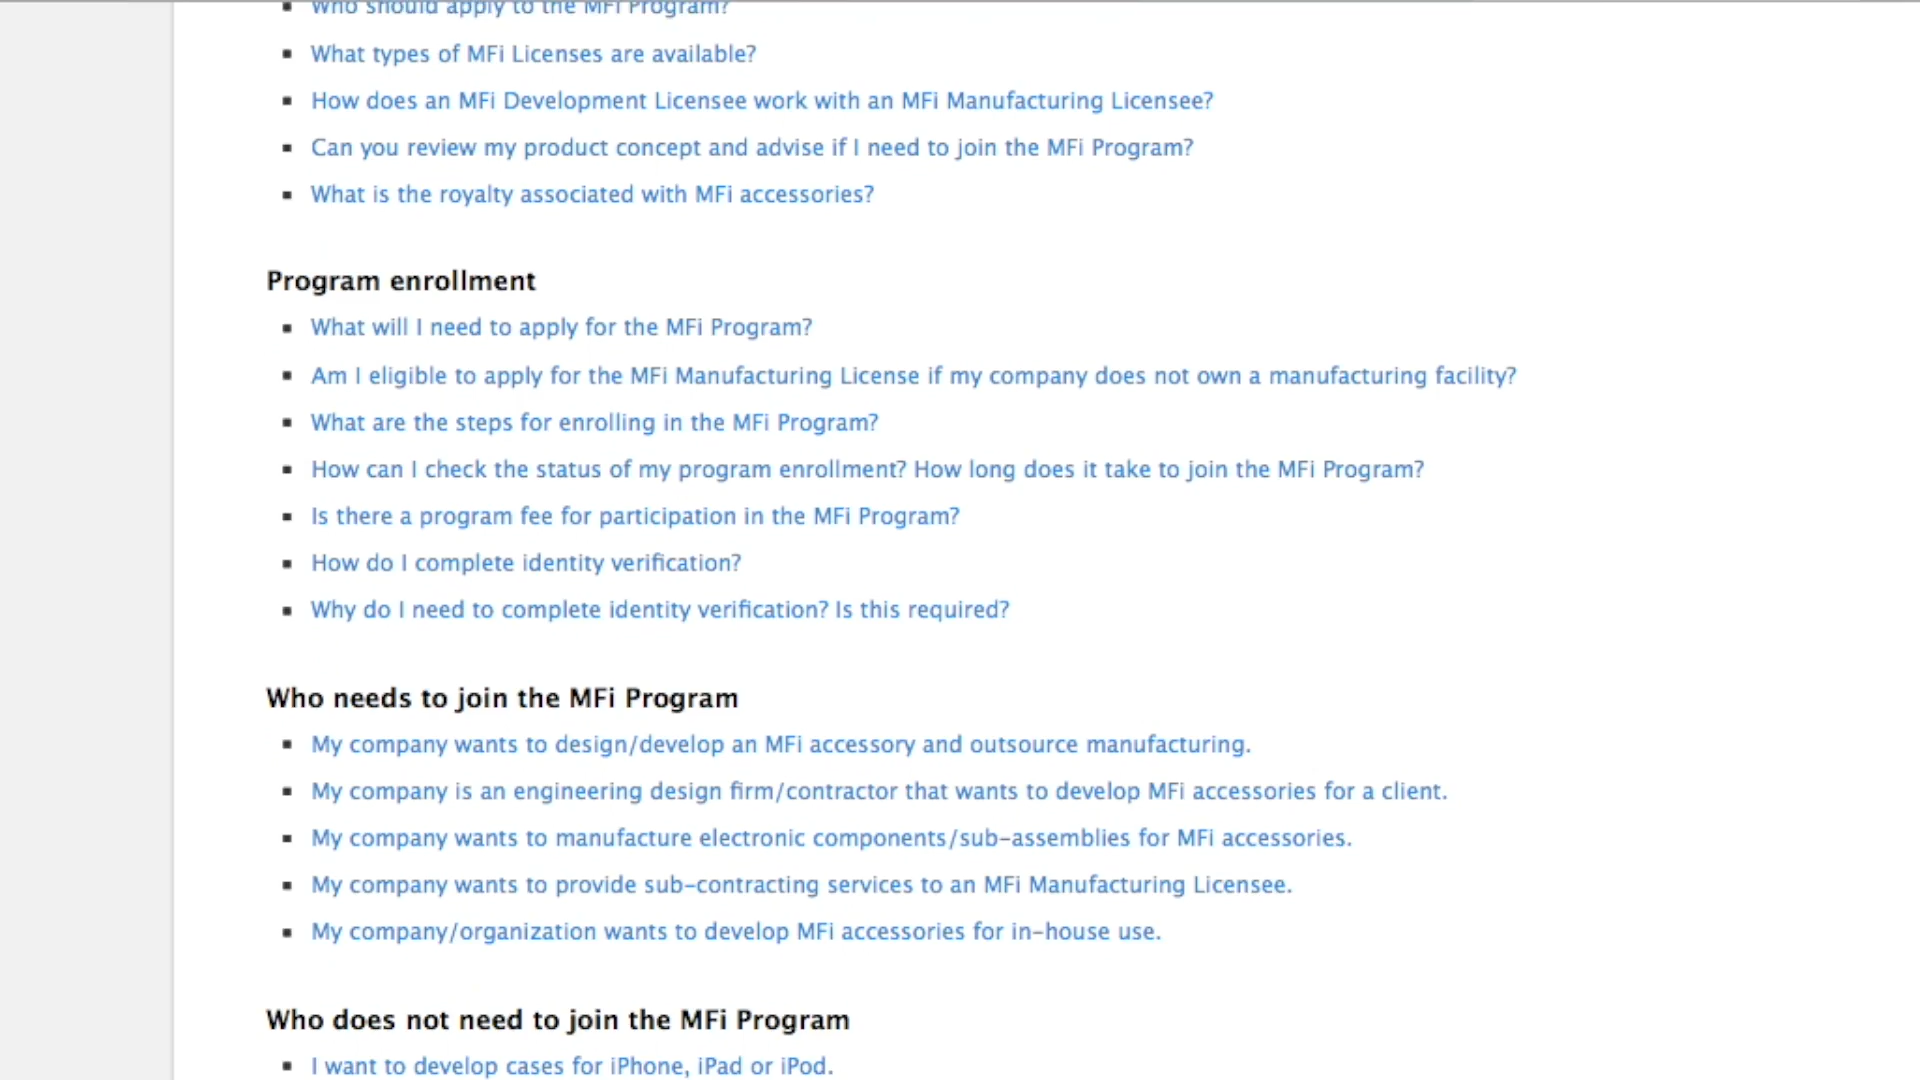 Who should apply to the MFi Program?
What types of MFi Licenses are available?
How does an MFi Development Licensee work with an MFi Manufacturing Licensee?
Can you review my product concept and advise if I need to join the MFi Program?
What is the royalty associated with MFi accessories?
Program enrollment
What will I need to apply for the MFi Program?
Am I eligible to apply for the MFi Manufacturing License if my company does not own a manufacturing facility?
What are the steps for enrolling in the MFi Program?
How can I check the status of my program enrollment? How long does it take to join the MFi Program?
Is there a program fee for participation in the MFi Program?
How do I complete identity verification?
Why do I need to complete identity verification? Is this required?
Who needs to join the MFi Program
My company wants to design/develop an MFi accessory and outsource manufacturing.
My company is an engineering design firm/contractor that wants to develop MFi accessories for a client.
My company wants to manufacture electronic components/sub-assemblies for MFi accessories.
My company wants to provide sub-contracting services to an MFi Manufacturing Licensee.
My company/organization wants to develop MFi accessories for in-house use.
Who does not need to join the MFi Program
I want to develop cases for iPhone, iPad or iPod.